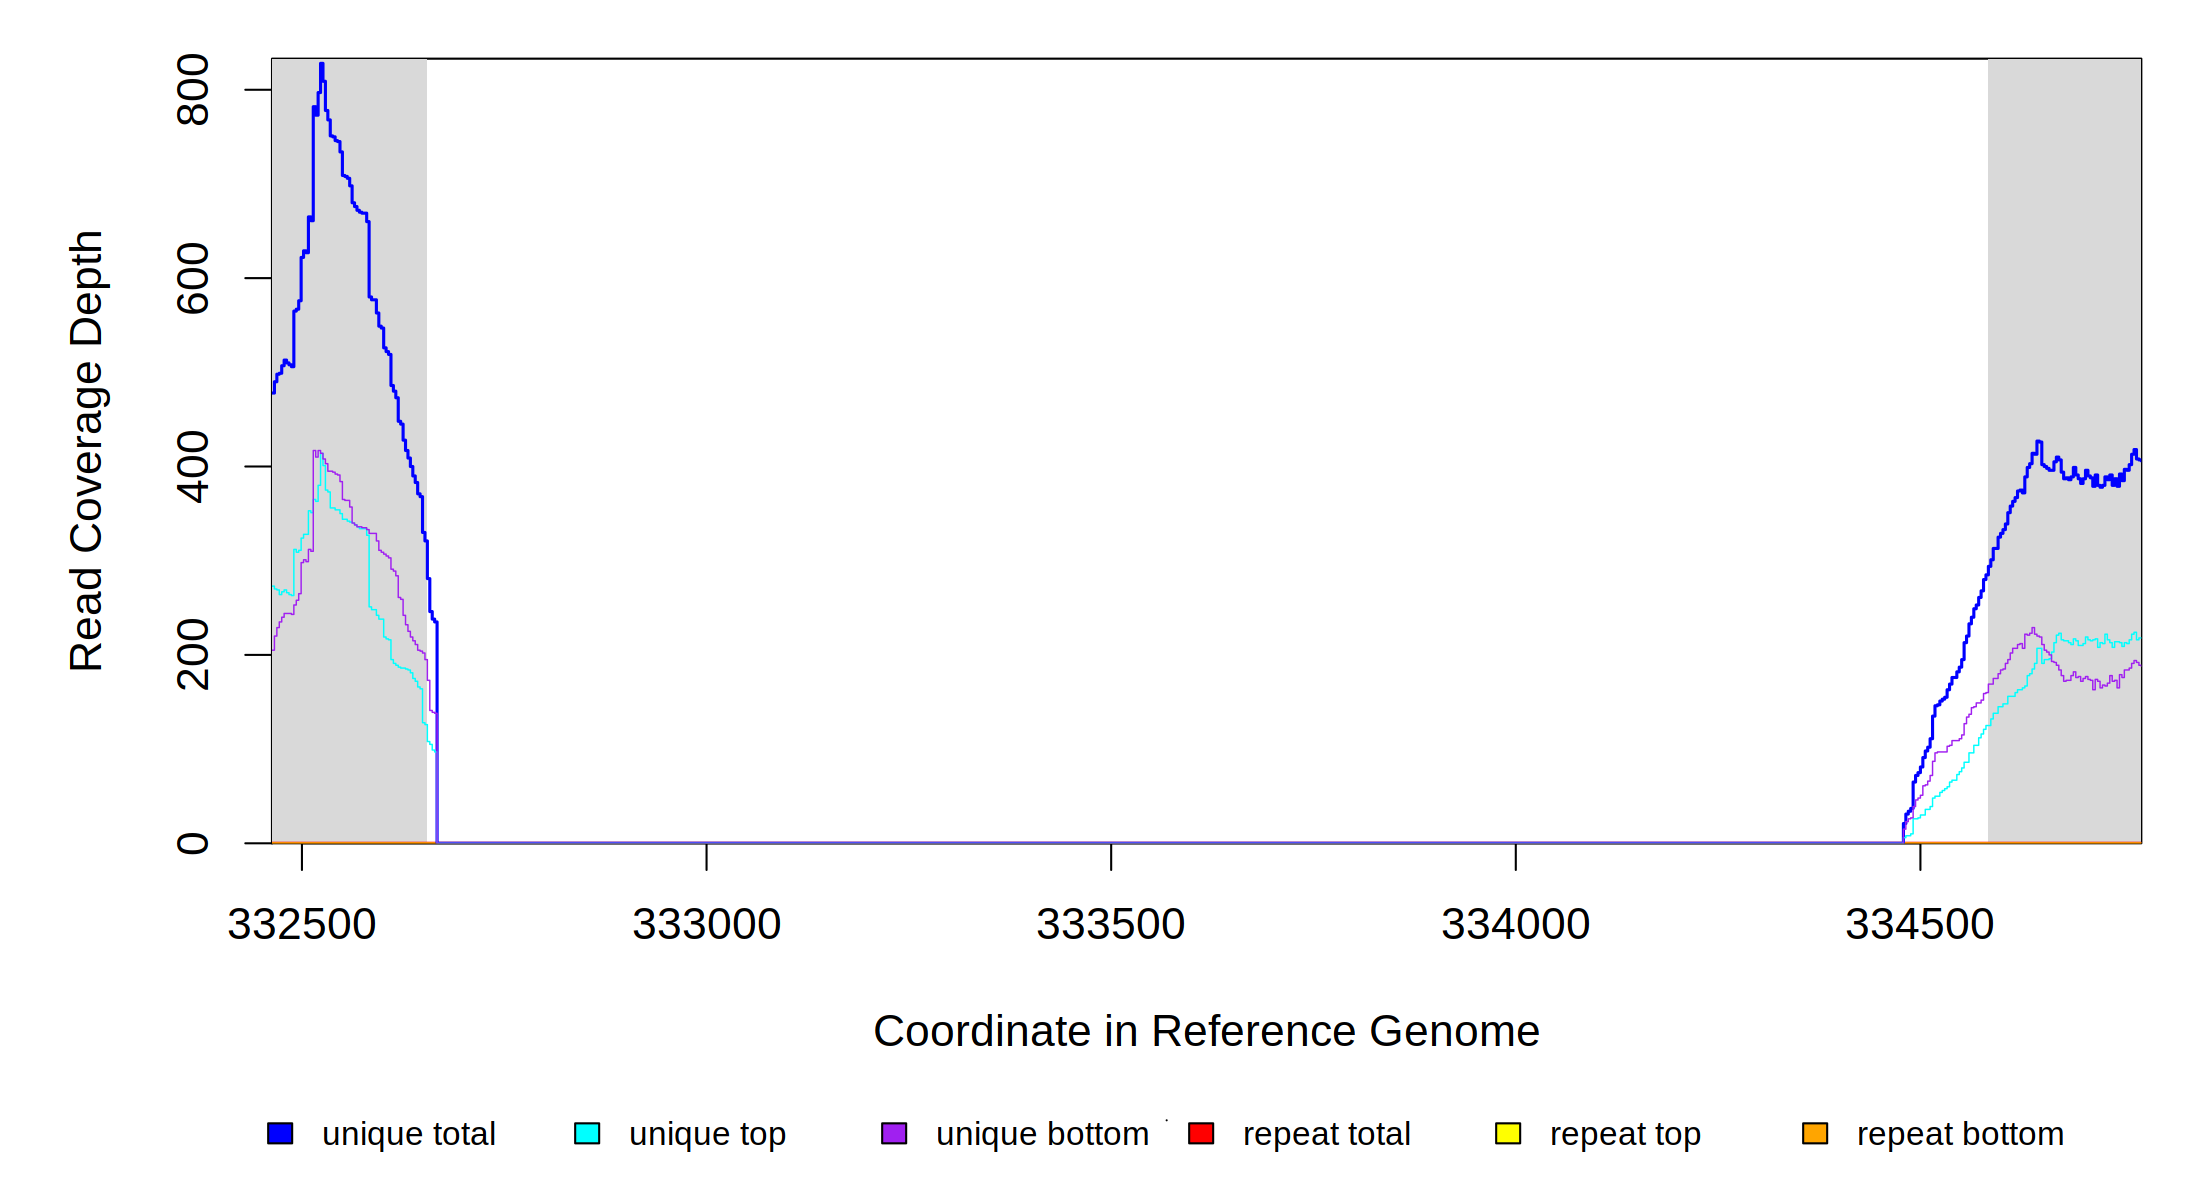 Read Coverage Depth
800
600
400
200
0
332500 333000 333500 334000 334500
Coordinate in Reference Genome
unique total unique top unique bottom repeat total repeat top repeat bottom